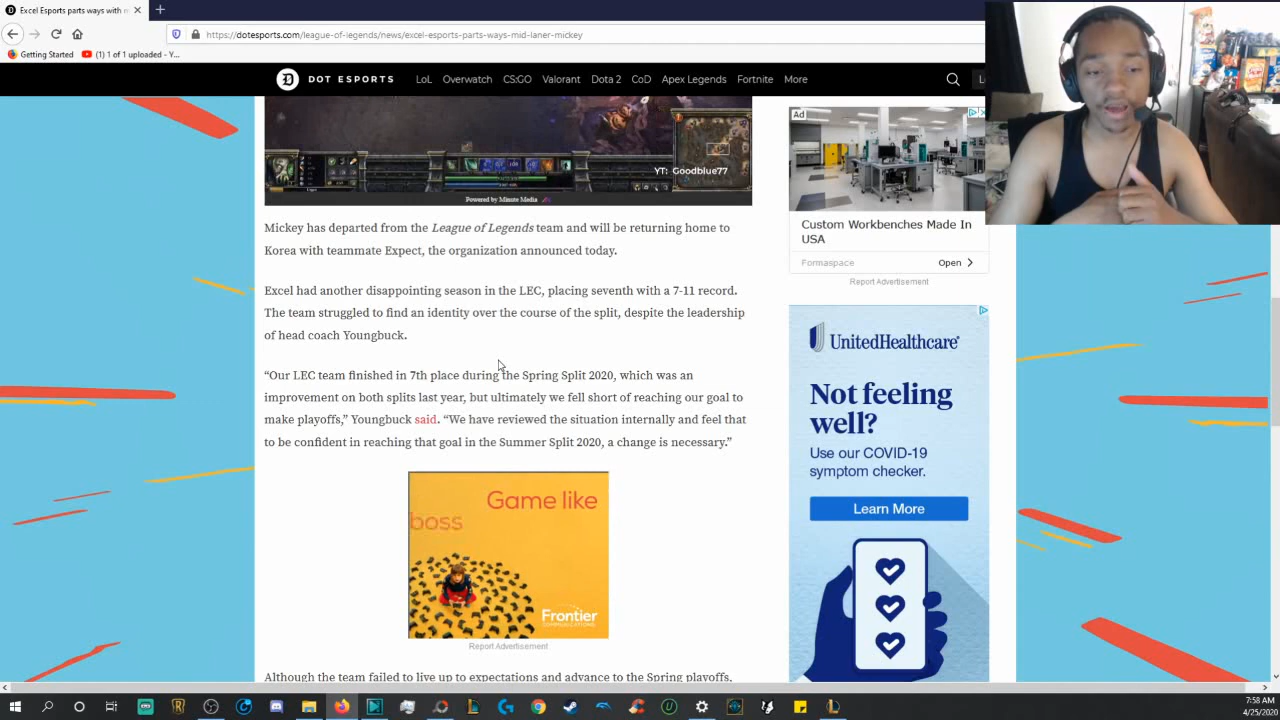 Excel Esports parts ways with m
https://dotesports.com/league-of-legends/news/excel-esports-parts-ways-mid-laner-mickey
Getting Started
(1) 1 of 1 uploaded - Y...
DOT ESPORTS
LoL Overwatch CS:GO Valorant Dota 2 CoD Apex Legends Fortnite More
YT: Goodblue77
Powered by Minute Media
Mickey has departed from the League of Legends team and will be returning home to
Korea with teammate Expect, the organization announced today.
Excel had another disappointing season in the LEC, placing seventh with a 7-11 record.
The team struggled to find an identity over the course of the split, despite the leadership
of head coach Youngbuck.
“Our LEC team finished in 7th place during the Spring Split 2020, which was an
improvement on both splits last year, but ultimately we fell short of reaching our goal to
make playoffs,” Youngbuck said. “We have reviewed the situation internally and feel that
to be confident in reaching that goal in the Summer Split 2020, a change is necessary.”
Game like
boss
Frontier
COMMUNICATIONS
Report Advertisement
Although the team failed to live up to expectations and advance to the Spring playoffs,
Ad
Custom Workbenches Made In
USA
Formaspace
Open
Report Advertisement
UnitedHealthcare
Not feeling
well?
Use our COVID-19
symptom checker.
Learn More
7:58 AM
4/25/2020